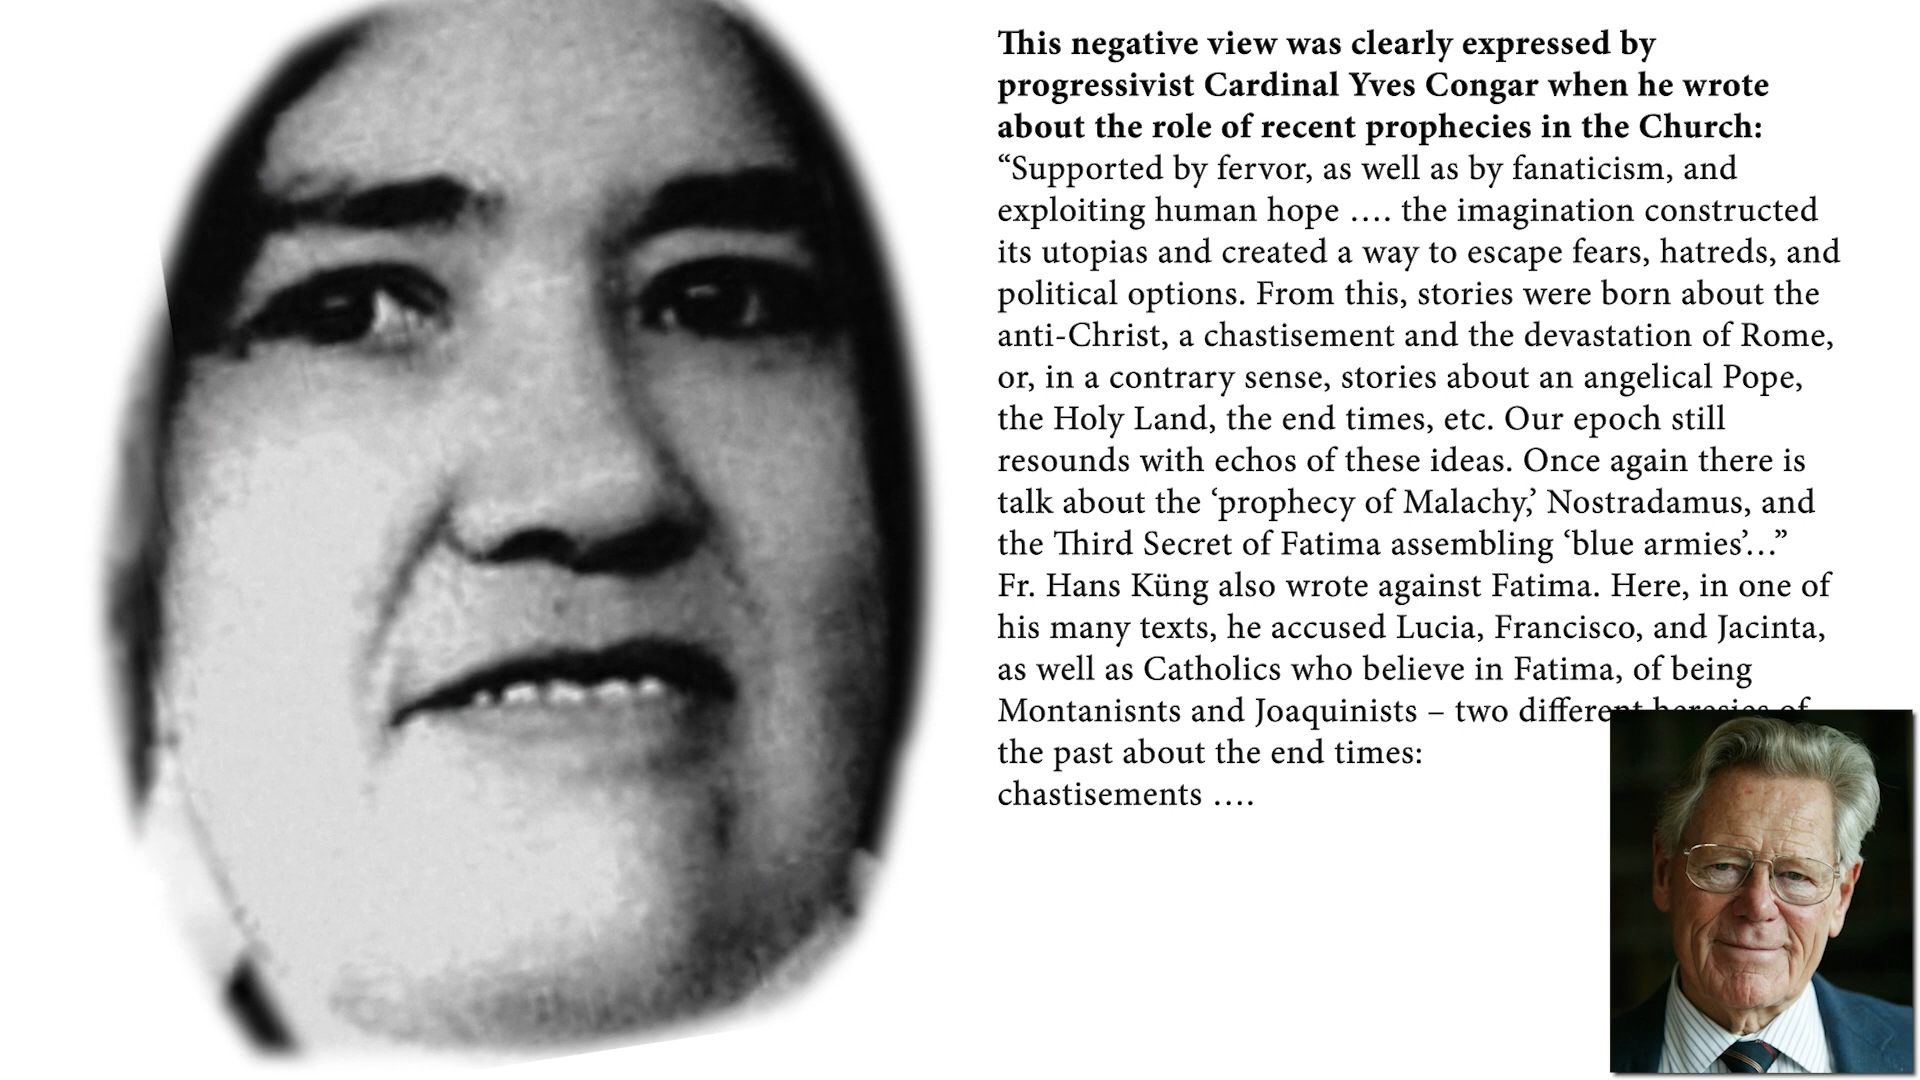 This negative view was clearly expressed by
progressivist Cardinal Yves Congar when he wrote
about the role of recent prophecies in the Church:
“Supported by fervor, as well as by fanaticism, and
exploiting human hope …. the imagination constructed
its utopias and created a way to escape fears, hatreds, and
political options. From this, stories were born about the
anti-Christ, a chastisement and the devastation of Rome,
or, in a contrary sense, stories about an angelical Pope,
the Holy Land, the end times, etc. Our epoch still
resounds with echos of these ideas. Once again there is
talk about the ‘prophecy of Malachy,’ Nostradamus, and
the Third Secret of Fatima assembling ‘blue armies’…”
Fr. Hans Küng also wrote against Fatima. Here, in one of
his many texts, he accused Lucia, Francisco, and Jacinta,
as well as Catholics who believe in Fatima, of being
Montanisnts and Joaquinists – two different heresies of
the past about the end times:
chastisements ….